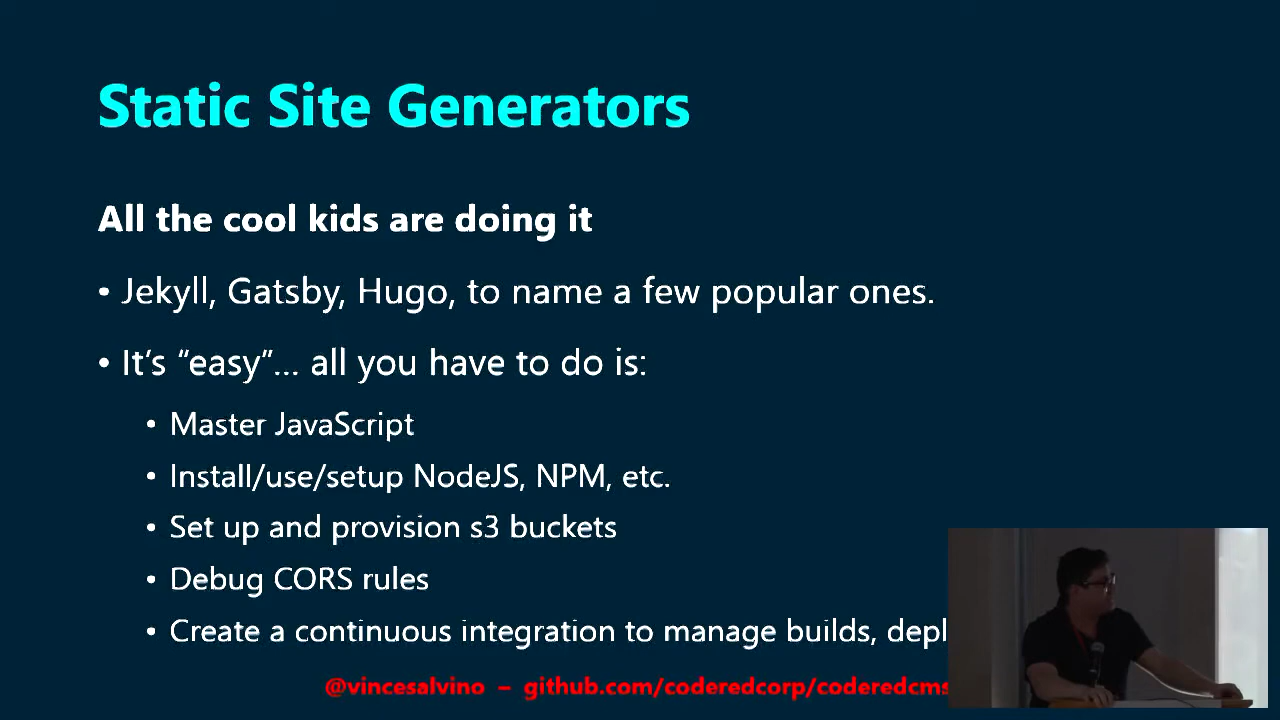 Static Site Generators
All the cool kids are doing it
• Jekyll, Gatsby, Hugo, to name a few popular ones.
• It’s “easy”... all you have to do is:
• Master JavaScript
• Install/use/setup NodeJS, NPM, etc.
• Set up and provision s3 buckets
• Debug CORS rules
• Create a continuous integration to manage builds, depl
@vincesalvino – github.com/coderedcorp/coderedcms